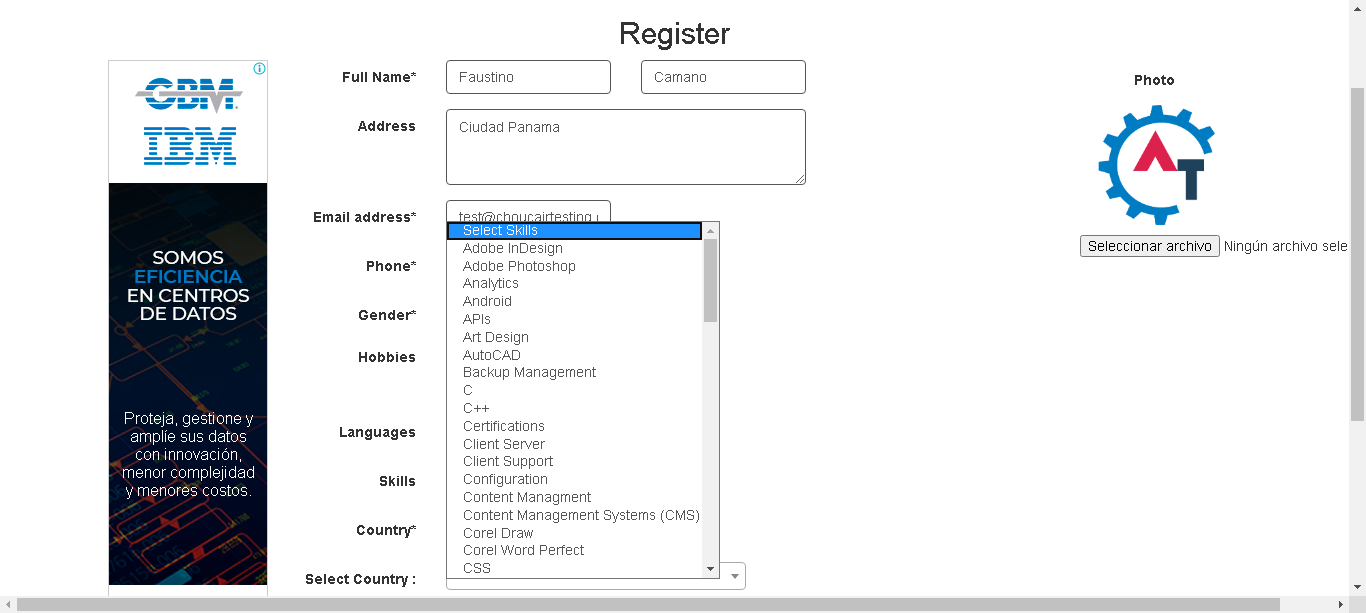 Register
GBM
IBM
SOMOS
EFICIENCIA
EN CENTROS
DE DATOS
Proteja, gestione y
amplíe sus datos
con innovación,
menor complejidad
y menores costos.
Full Name* Faustino Camano
Address Ciudad Panama
Email address* test@choucairtesting.
Phone*
Gender*
Hobbies
Languages
Skills
Country*
Select Country :
Select Skills
Adobe InDesign
Adobe Photoshop
Analytics
Android
APIs
Art Design
AutoCAD
Backup Management
C
C++
Certifications
Client Server
Client Support
Configuration
Content Managment
Content Management Systems (CMS)
Corel Draw
Corel Word Perfect
CSS
Photo
AT
Seleccionar archivo Ningún archivo sele